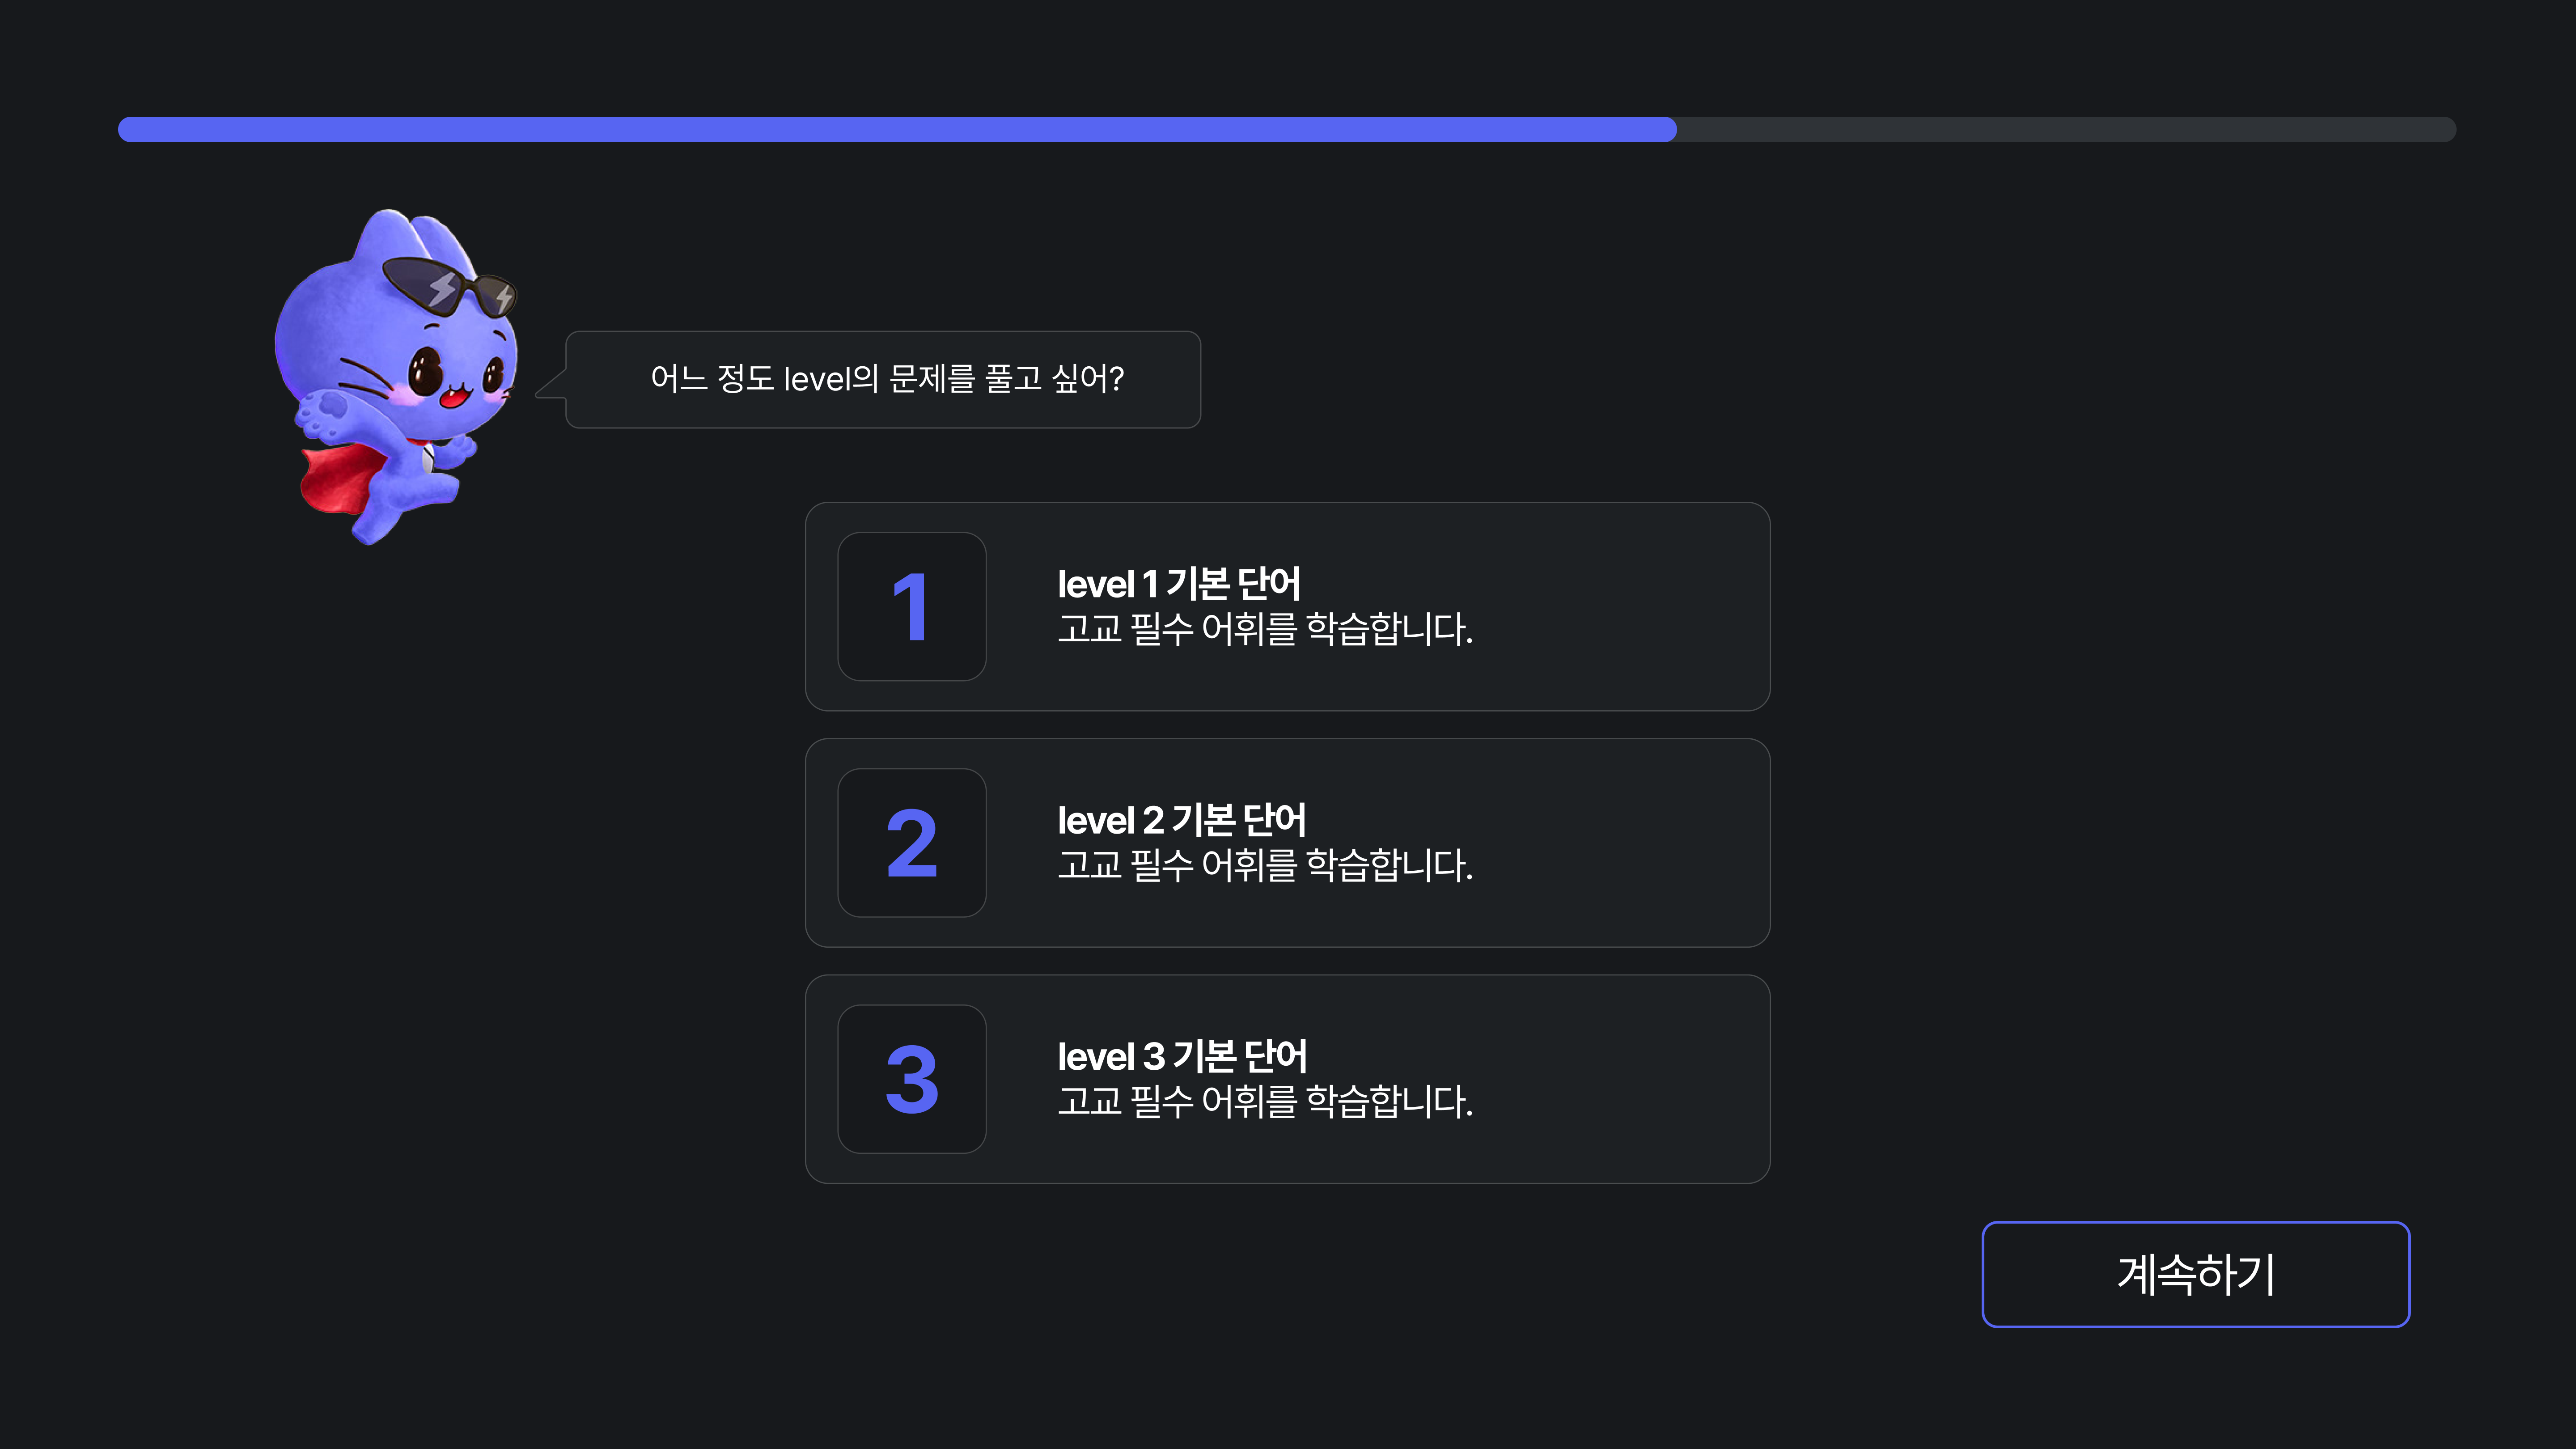 어느 정도 level의 문제를 풀고 싶어?
1
level 1 기본 단어
고교 필수 어휘를 학습합니다.
2
level 2 기본 단어
고교 필수 어휘를 학습합니다.
3
level 3 기본 단어
고교 필수 어휘를 학습합니다.
계속하기